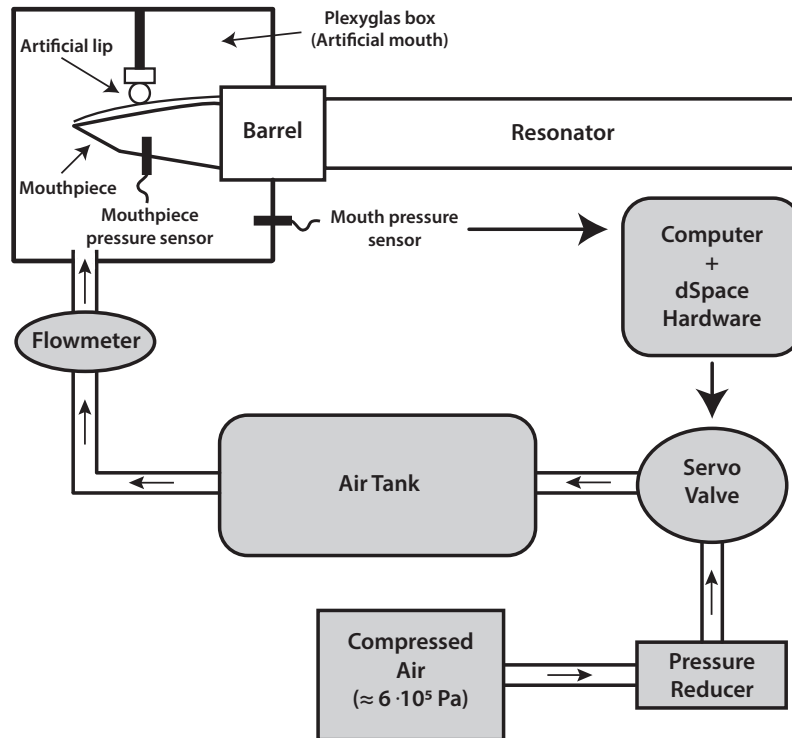 Plexyglas box
(Artificial mouth)
Artificial lip
Barrel
Resonator
Mouthpiece
Mouthpiece
pressure sensor
Mouth pressure
sensor
Computer
+
dSpace
Hardware
Flowmeter
Air Tank
Servo
Valve
Compressed
Air
(≈ 6 ·10⁵ Pa)
Pressure
Reducer